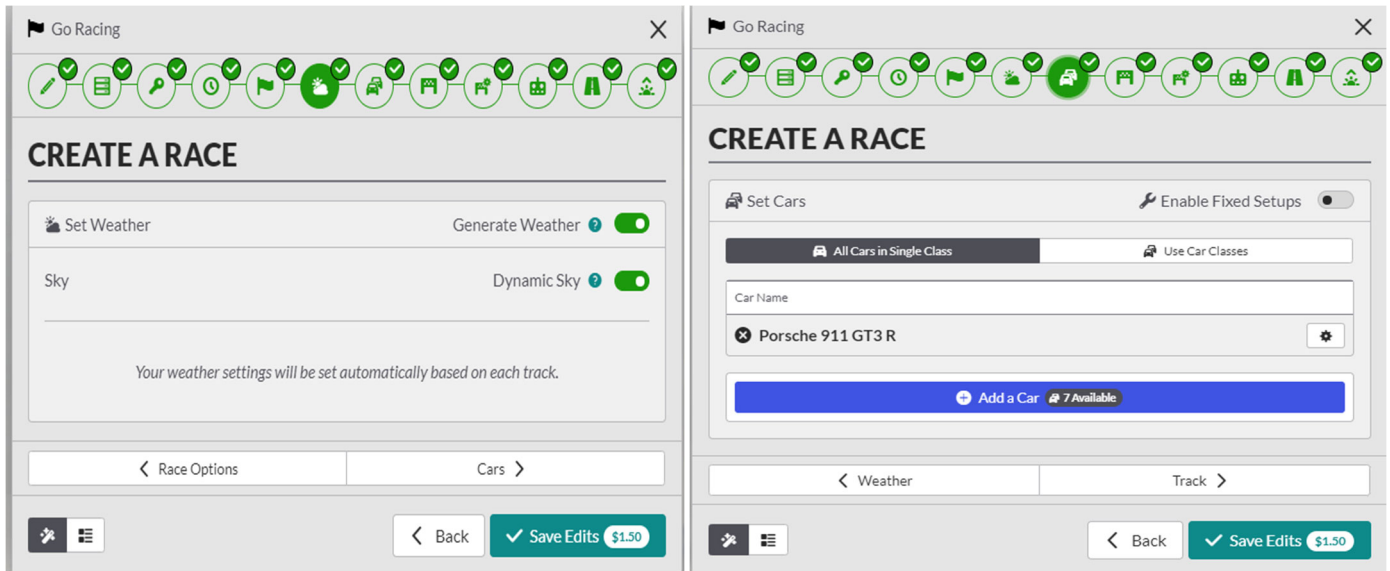 Go Racing
CREATE A RACE
Set Weather
Generate Weather ?
Sky
Dynamic Sky ?
Your weather settings will be set automatically based on each track.
Race Options
Cars
Back
Save Edits $1.50
Go Racing
CREATE A RACE
Set Cars
Enable Fixed Setups
All Cars in Single Class
Use Car Classes
Car Name
Porsche 911 GT3 R
Add a Car 7 Available
Weather
Track
Back
Save Edits $1.50